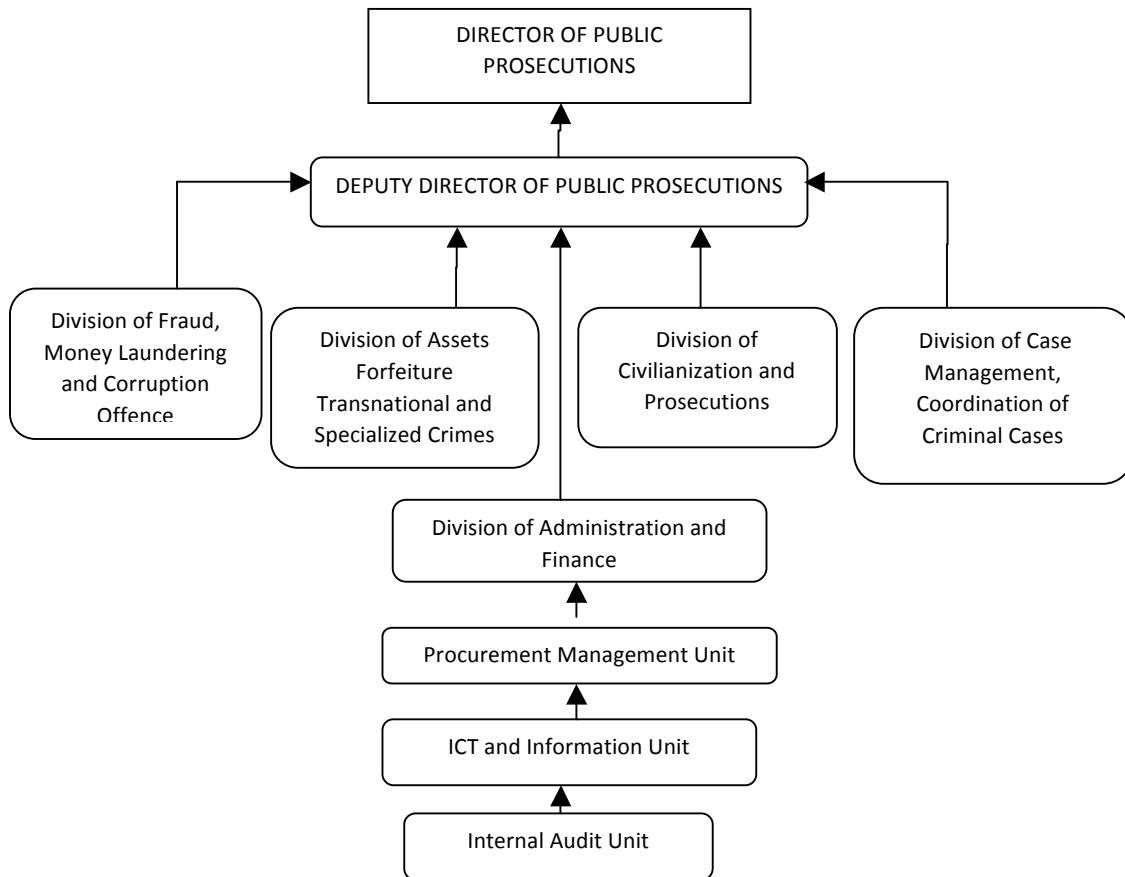 DIRECTOR OF PUBLIC
PROSECUTIONS
DEPUTY DIRECTOR OF PUBLIC PROSECUTIONS
Division of Fraud,
Money Laundering
and Corruption
Offence
Division of Assets
Forfeiture
Transnational and
Specialized Crimes
Division of
Civilianization and
Prosecutions
Division of Case
Management,
Coordination of
Criminal Cases
Division of Administration and
Finance
Procurement Management Unit
ICT and Information Unit
Internal Audit Unit